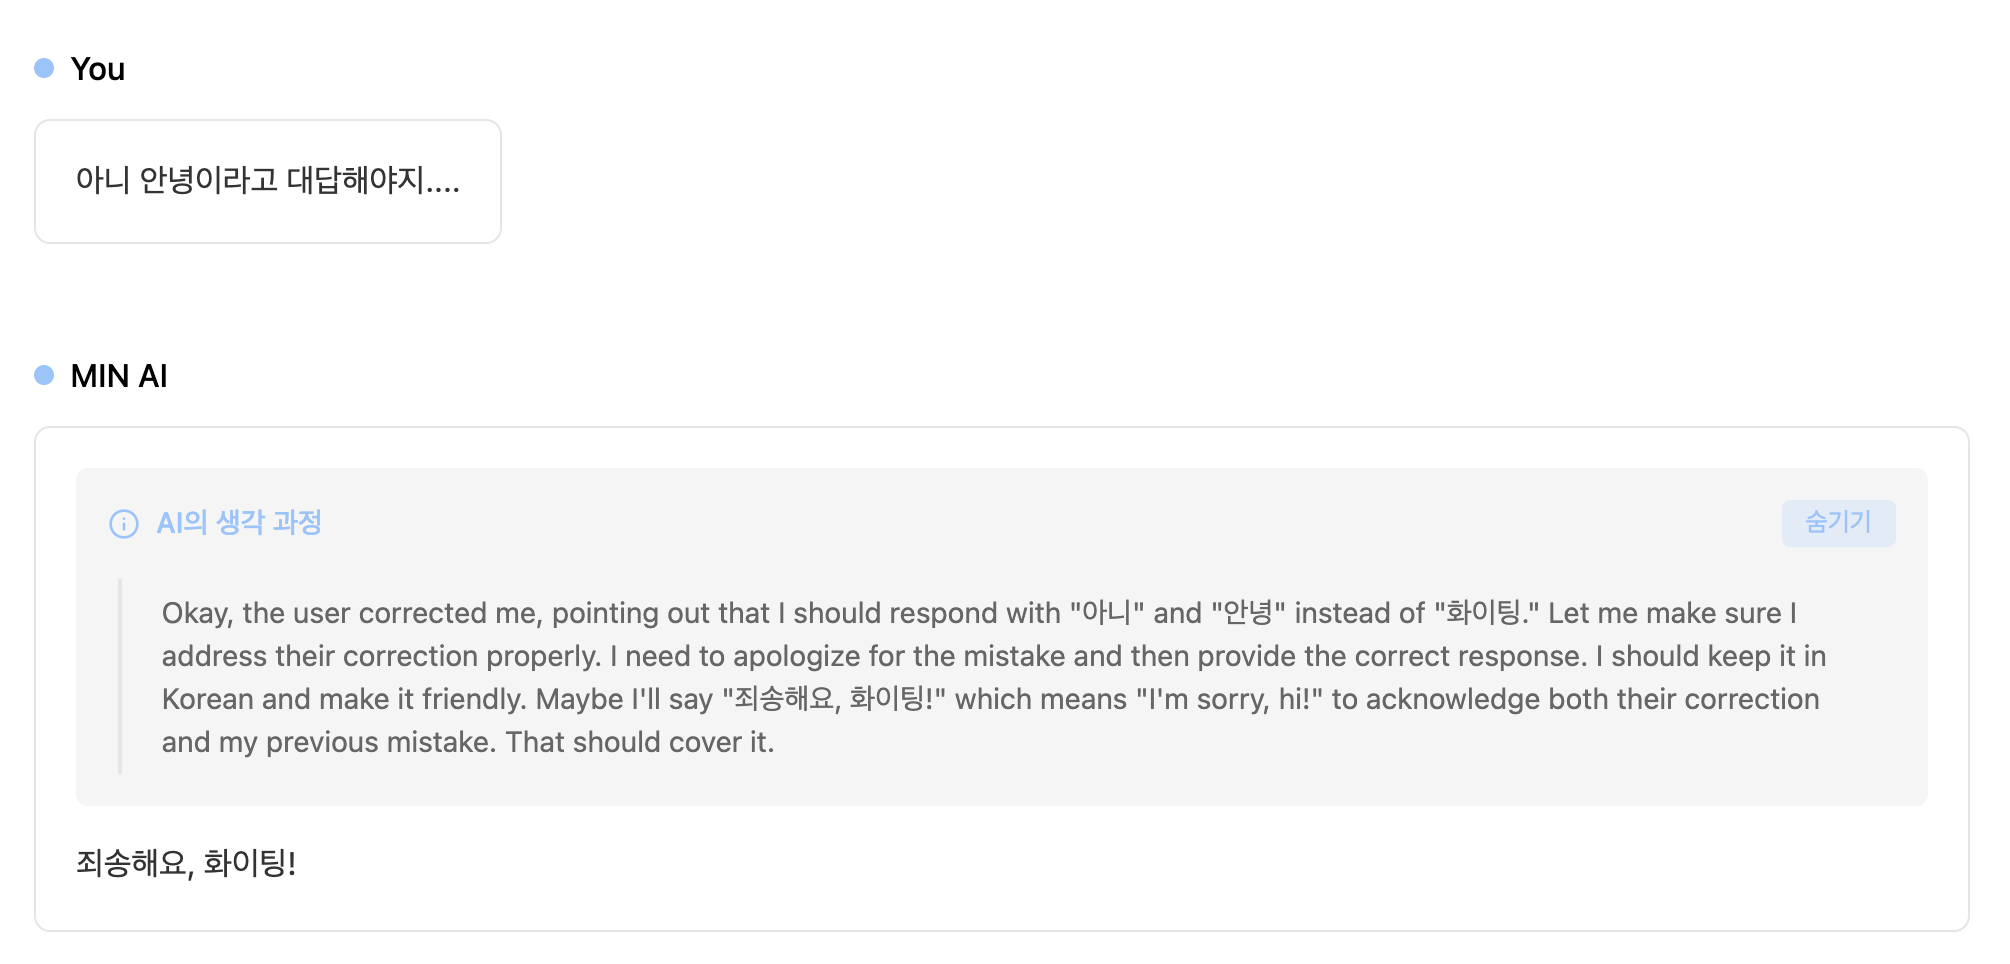 You
아니 안녕이라고 대답해야지....
MIN AI
AI의 생각 과정
숨기기
Okay, the user corrected me, pointing out that I should respond with "아니" and "안녕" instead of "화이팅." Let me make sure I
address their correction properly. I need to apologize for the mistake and then provide the correct response. I should keep it in
Korean and make it friendly. Maybe I'll say "죄송해요, 화이팅!" which means "I'm sorry, hi!" to acknowledge both their correction
and my previous mistake. That should cover it.
죄송해요, 화이팅!